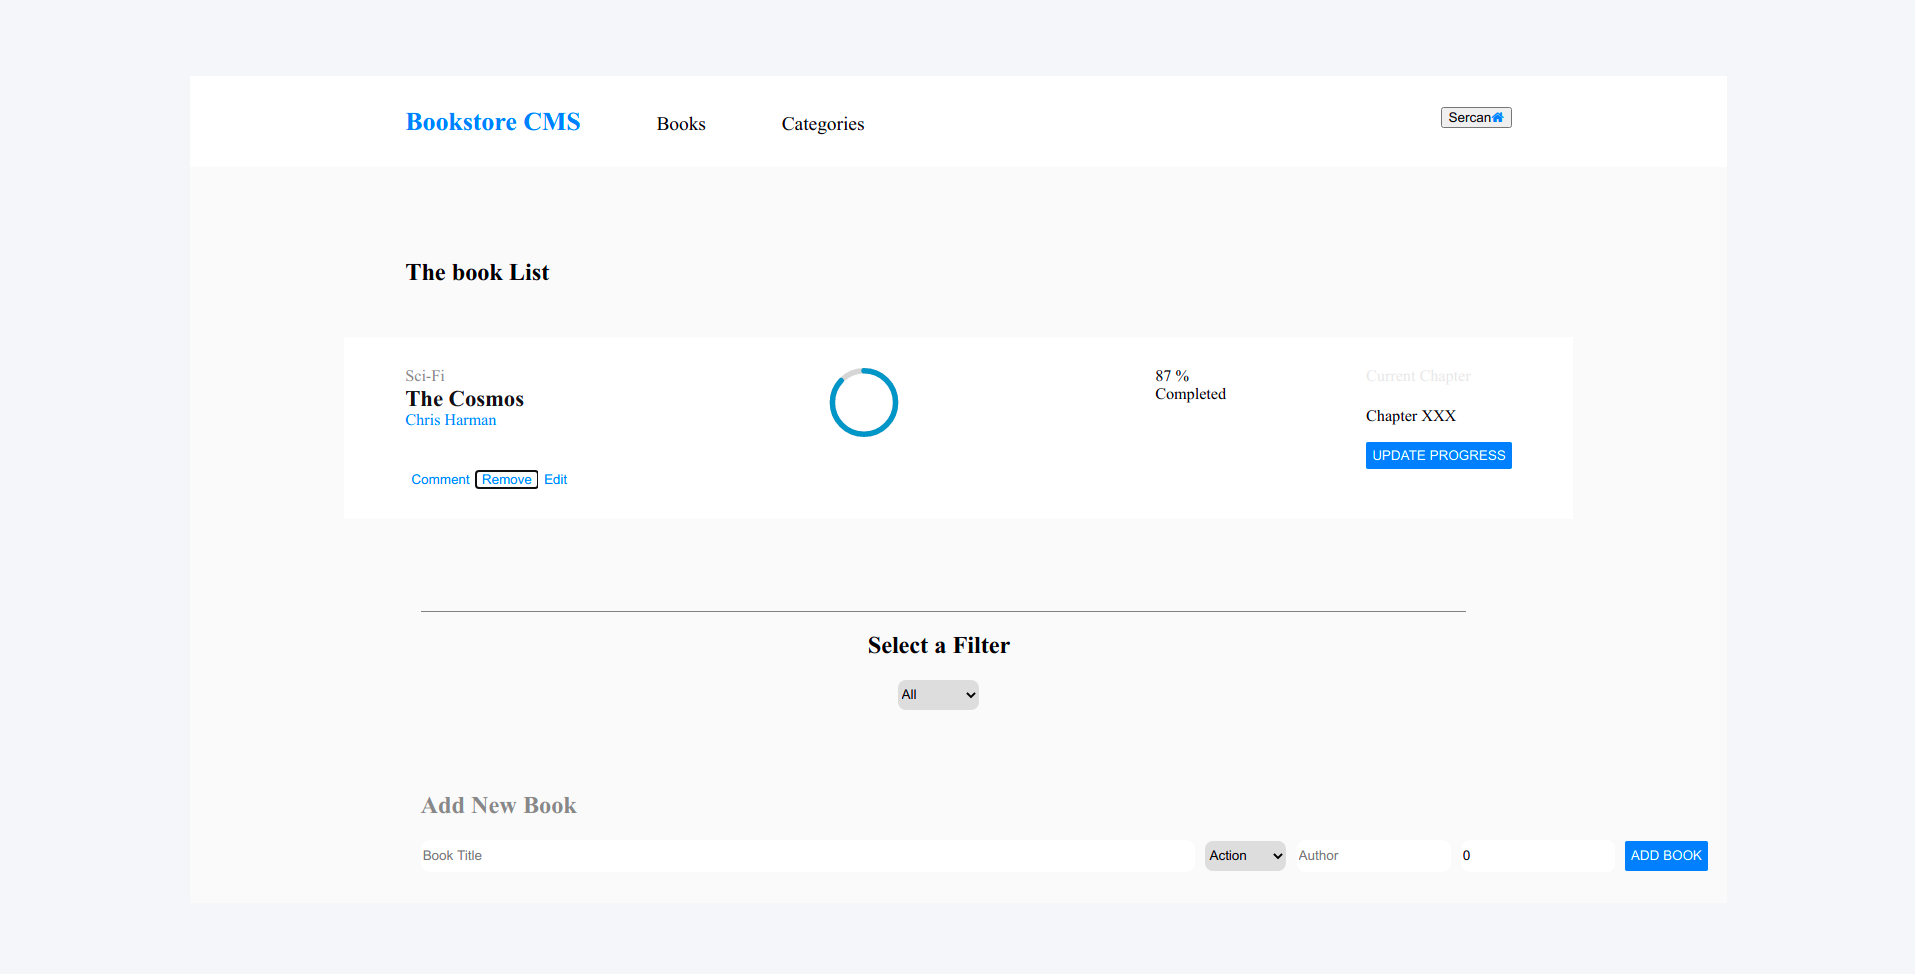 Bookstore CMS Books Categories Sercan
The book List
Sci-Fi
The Cosmos
Chris Harman
Comment Remove Edit
87 %
Completed
Current Chapter
Chapter XXX
UPDATE PROGRESS
Select a Filter
All
Add New Book
Book Title Action Author 0 ADD BOOK